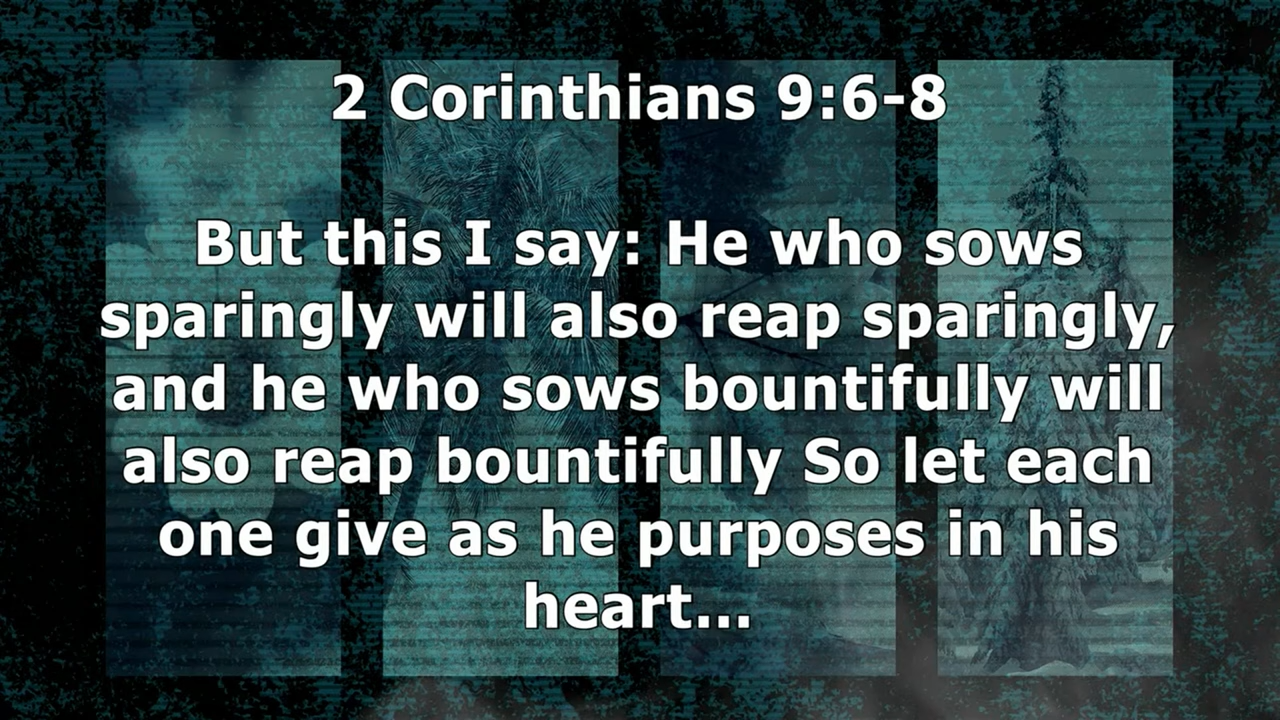 2 Corinthians 9:6-8
But this I say: He who sows
sparingly will also reap sparingly,
and he who sows bountifully will
also reap bountifully So let each
one give as he purposes in his
heart...